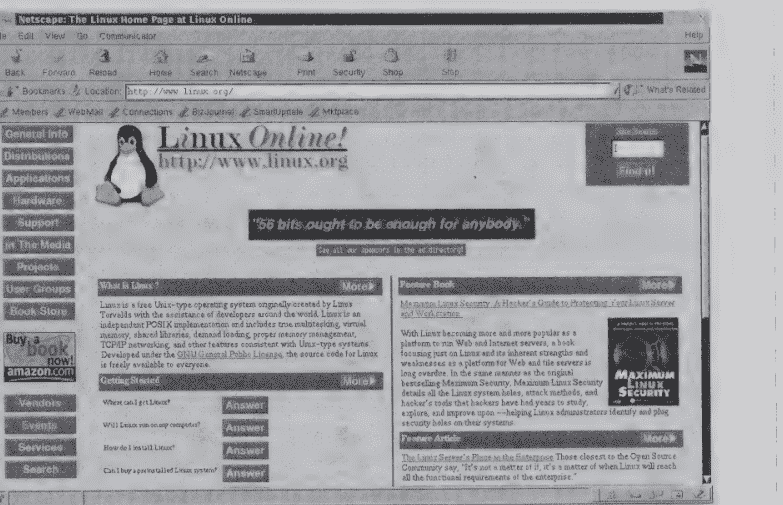 Netscape: The Linux Home Page at Linux Online
Edit View Go Communicator Help
Back Forward Reload Home Search Netscape Print Security Shop Stop
Bookmarks Location: http://www.linux.org/ What's Related
Members WebMail Connections BizJournal SmartUpdate Mktplace
General Info
Distributions
Applications
Hardware
Support
In The Media
Projects
User Groups
Book Store
Buy a
book
now!
amazon.com
Vendors
Events
Services
Search
Linux Online!
http://www.linux.org
Find it!
"56 bits ought to be enough for anybody."
See all our sponsors in the ad directory!
What is Linux ? More
Linux is a free Unix-type operating system originally created by Linus
Torvalds with the assistance of developers around the world. Linux is an
independent POSIX implementation and includes true multitasking, virtual
memory, shared libraries, demand loading, proper memory management,
TCP/IP networking, and other features consistent with Unix-type systems.
Developed under the GNU General Public License, the source code for Linux
is freely available to everyone.
Getting Started More
Where can I get Linux? Answer
Will Linux run on my computer? Answer
How do I install Linux? Answer
Can I buy a preinstalled Linux system? Answer
Feature Book More
Maximum Linux Security: A Hacker's Guide to Protecting Your Linux Server
and Workstation
With Linux becoming more and more popular as a
platform to run Web and Internet servers, a book
focusing just on Linux and its inherent strengths and
weaknesses as a platform for Web and file servers is
long overdue. In the same manner as the original
bestselling Maximum Security, Maximum Linux Security
details all the Linux system holes, attack methods, and
hacker's tools that hackers have had years to study,
explore, and improve upon --helping Linux administrators identify and plug
security holes on their systems.
MAXIMUM
LINUX
SECURITY
Feature Article More
The Linux Server's Place in the Enterprise Those closest to the Open Source
Community say, "It's not a matter of if, it's a matter of when Linux will reach
all the functional requirements of the enterprise."